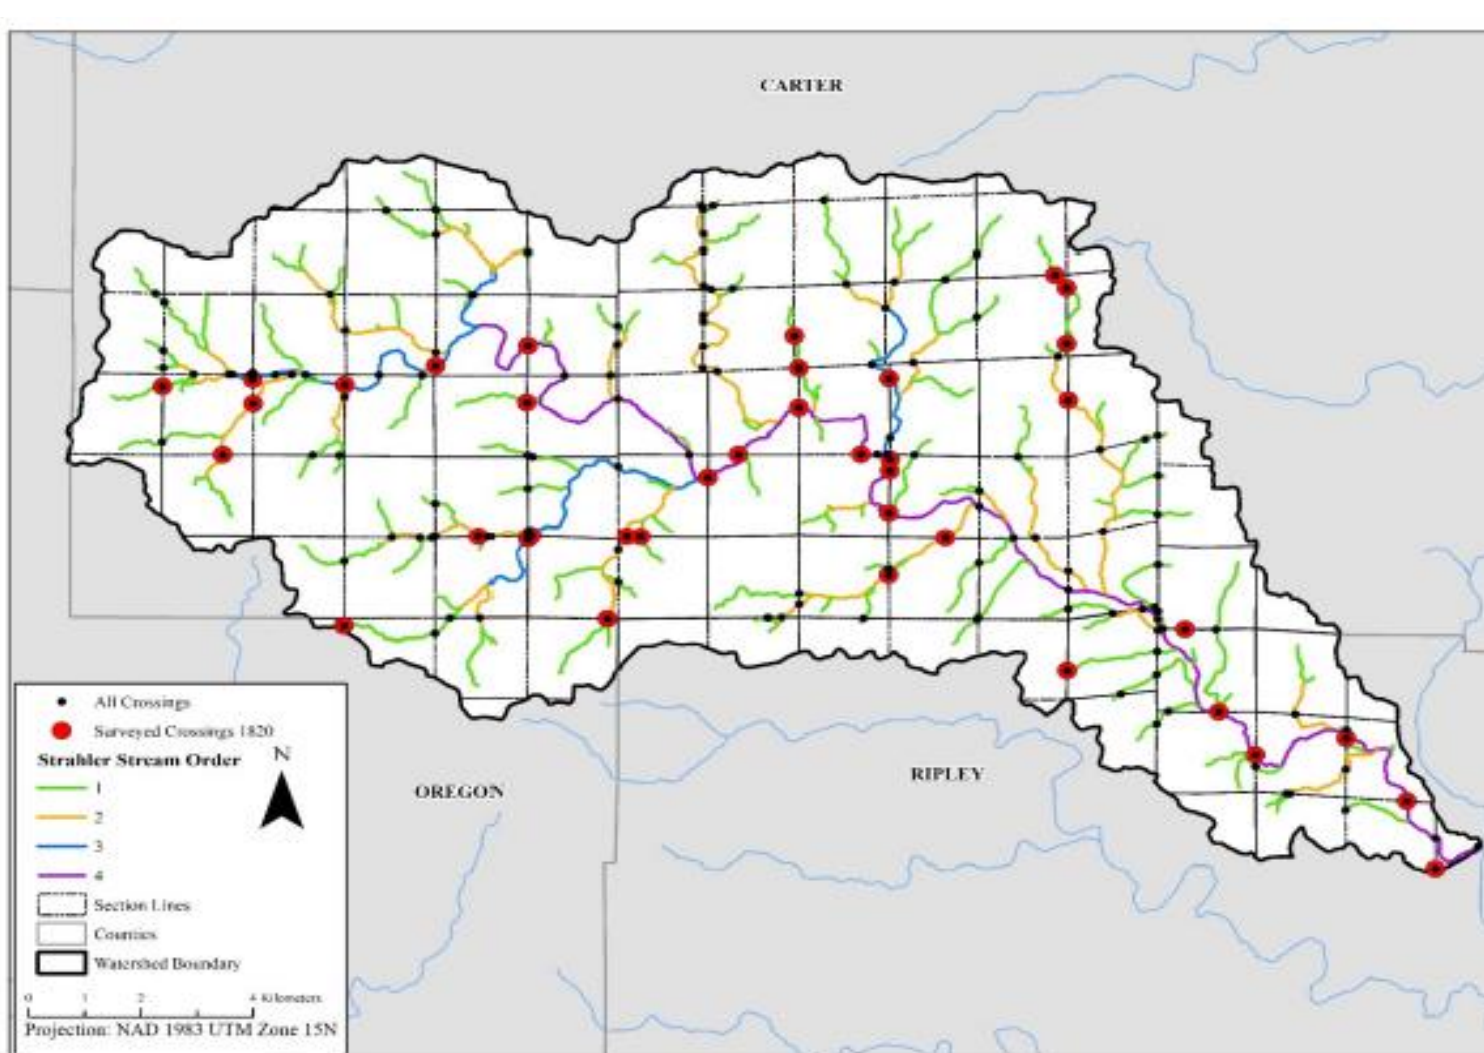 CARTER
OREGON
RIPLEY
All Crossings
Surveyed Crossings 1820
Strahler Stream Order
N
1
2
3
4
Section Lines
Counties
Watershed Boundary
0 1 2 4 Kilometers
Projection: NAD 1983 UTM Zone 15N